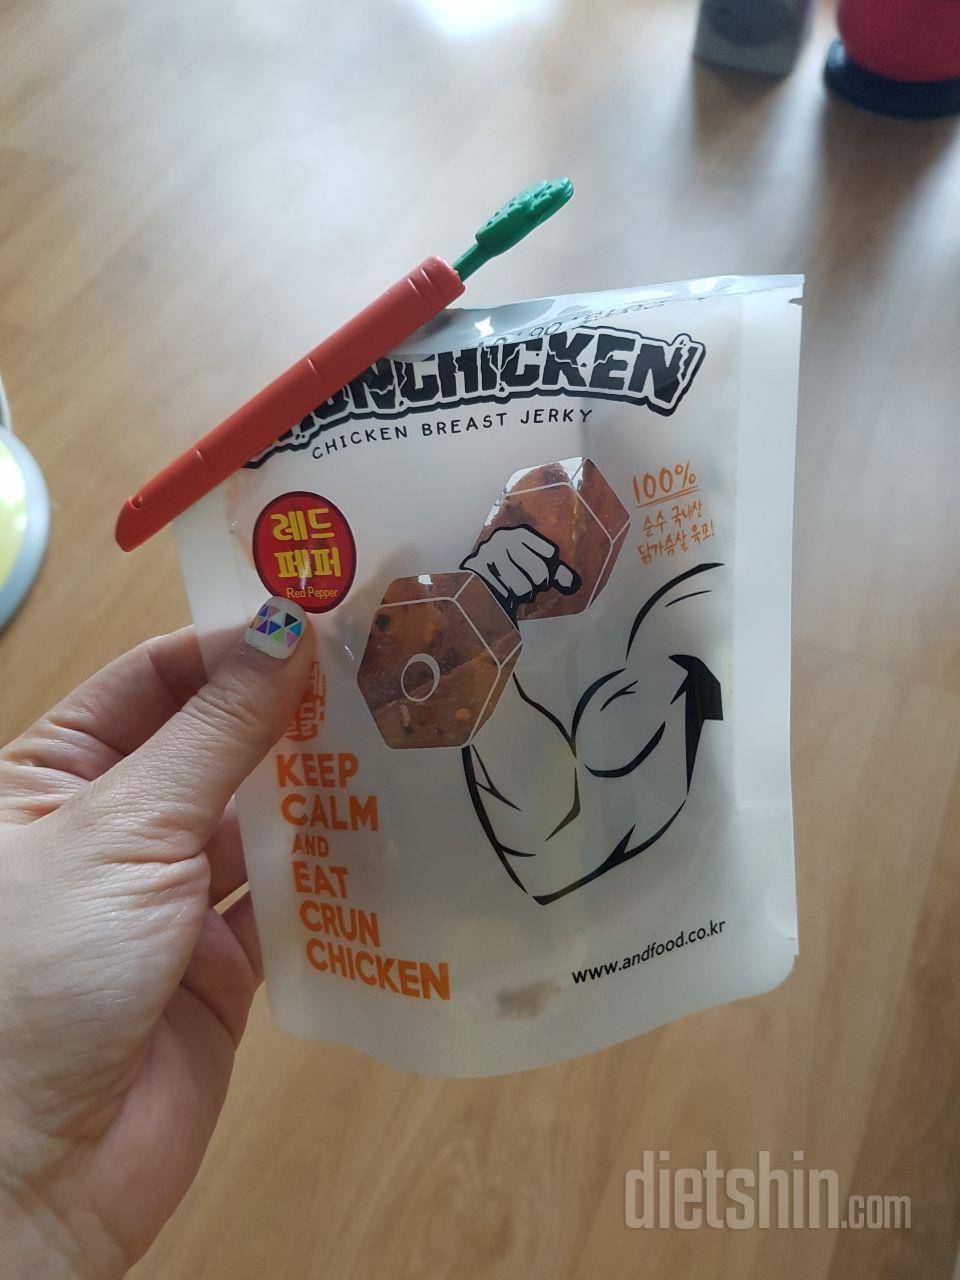 CRUNCHICKEN
CHICKEN BREAST JERKY
100%
순수 국내산
닭가슴살 육포!
레드
페퍼
Red Pepper
KEEP
CALM
AND
EAT
CRUN
CHICKEN
www.andfood.co.kr
dietshin.com